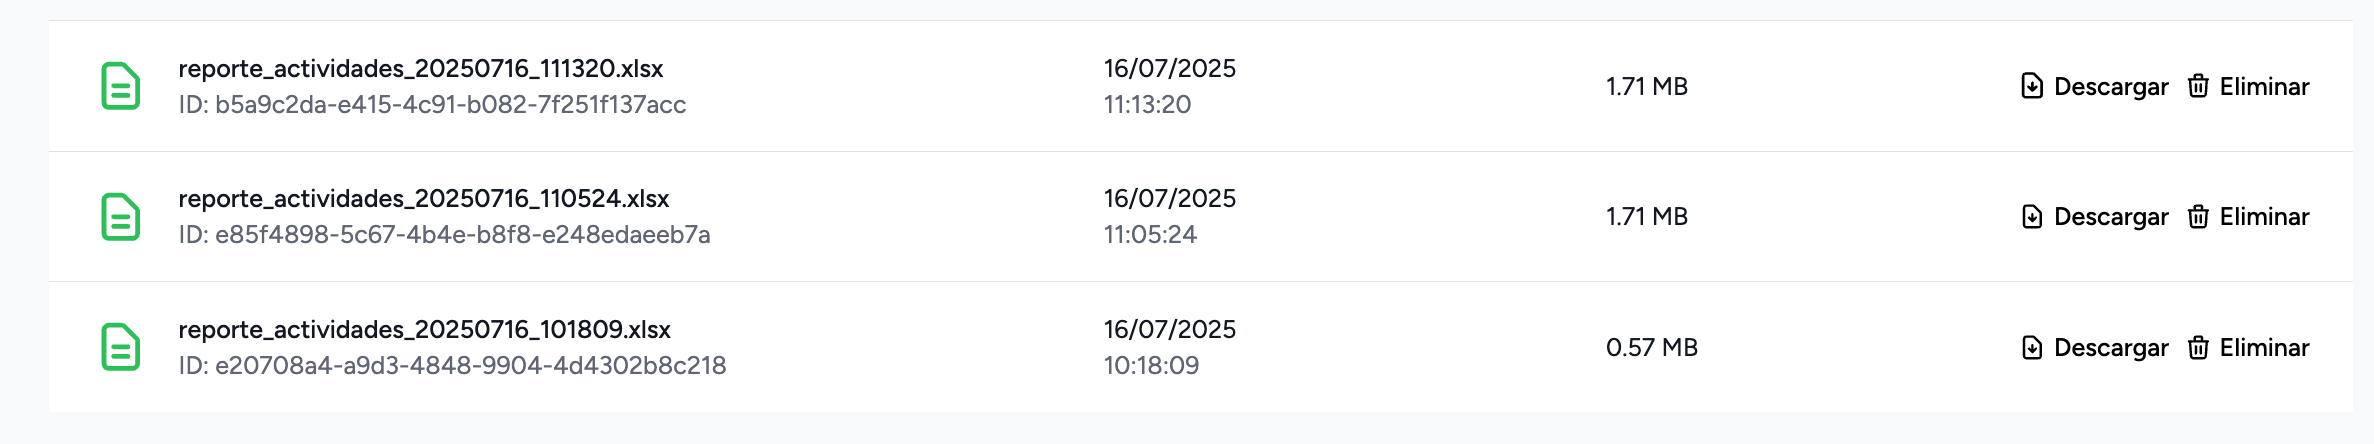 reporte_actividades_20250716_111320.xlsx
ID: b5a9c2da-e415-4c91-b082-7f251f137acc
16/07/2025
11:13:20
1.71 MB
Descargar
Eliminar
reporte_actividades_20250716_110524.xlsx
ID: e85f4898-5c67-4b4e-b8f8-e248edaeeb7a
16/07/2025
11:05:24
1.71 MB
Descargar
Eliminar
reporte_actividades_20250716_101809.xlsx
ID: e20708a4-a9d3-4848-9904-4d4302b8c218
16/07/2025
10:18:09
0.57 MB
Descargar
Eliminar